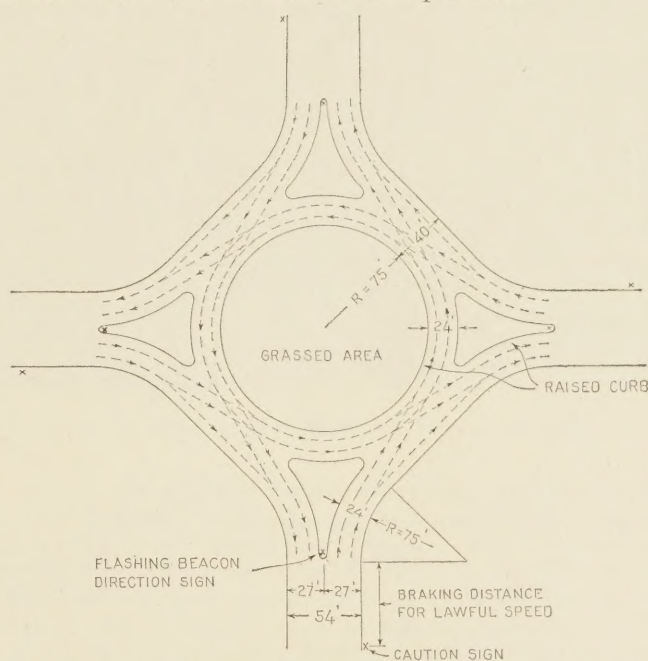 40'
R = 75
24'
GRASSED AREA
RAISED CURB
24'
R=75'
FLASHING BEACON
DIRECTION SIGN
27' 27'
54'
BRAKING DISTANCE
FOR LAWFUL SPEED
CAUTION SIGN